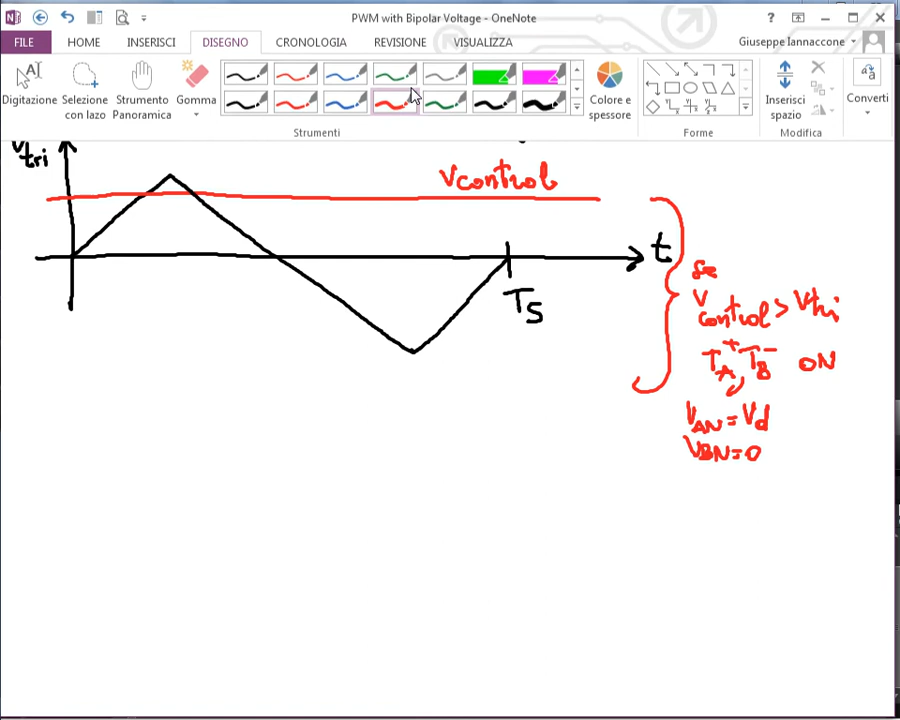 PWM with Bipolar Voltage - OneNote
FILE HOME INSERISCI DISEGNO CRONOLOGIA REVISIONE VISUALIZZA Giuseppe Iannaccone
Digitazione
Selezione con lazo
Strumento Panoramica
Gomma
Colore e spessore
Inserisci spazio
Converti
Strumenti Forme Modifica
Vtri
Vcontrol
t
Ts
se
Vcontrol > Vtri
TA+, TB- ON
VAN = Vd
VBN = 0